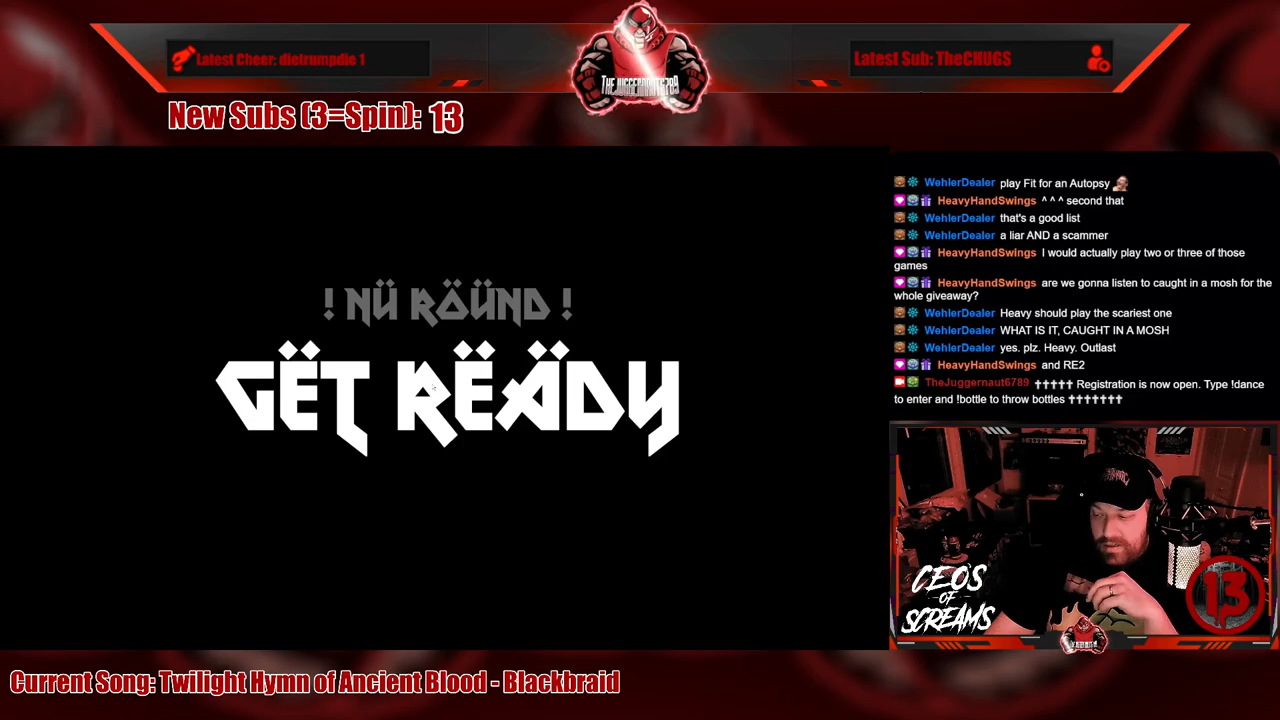 Latest Cheer: dietrumpdie 1
THEJUGGERNAUT6789
Latest Sub: TheCHUGS
New Subs (3=Spin): 13
! NÜ RÖÜND !
GËT RËÄDY
WehlerDealer play Fit for an Autopsy
HeavyHandSwings ^ ^ ^ second that
WehlerDealer that's a good list
WehlerDealer a liar AND a scammer
HeavyHandSwings I would actually play two or three of those
games
HeavyHandSwings are we gonna listen to caught in a mosh for the
whole giveaway?
WehlerDealer Heavy should play the scariest one
WehlerDealer WHAT IS IT, CAUGHT IN A MOSH
WehlerDealer yes. plz. Heavy. Outlast
HeavyHandSwings and RE2
TheJuggernaut6789 ✝✝✝✝✝ Registration is now open. Type !dance
to enter and !bottle to throw bottles ✝✝✝✝✝✝✝
CEOS
OF
SCREAMS
13
Current Song: Twilight Hymn of Ancient Blood - Blackbraid